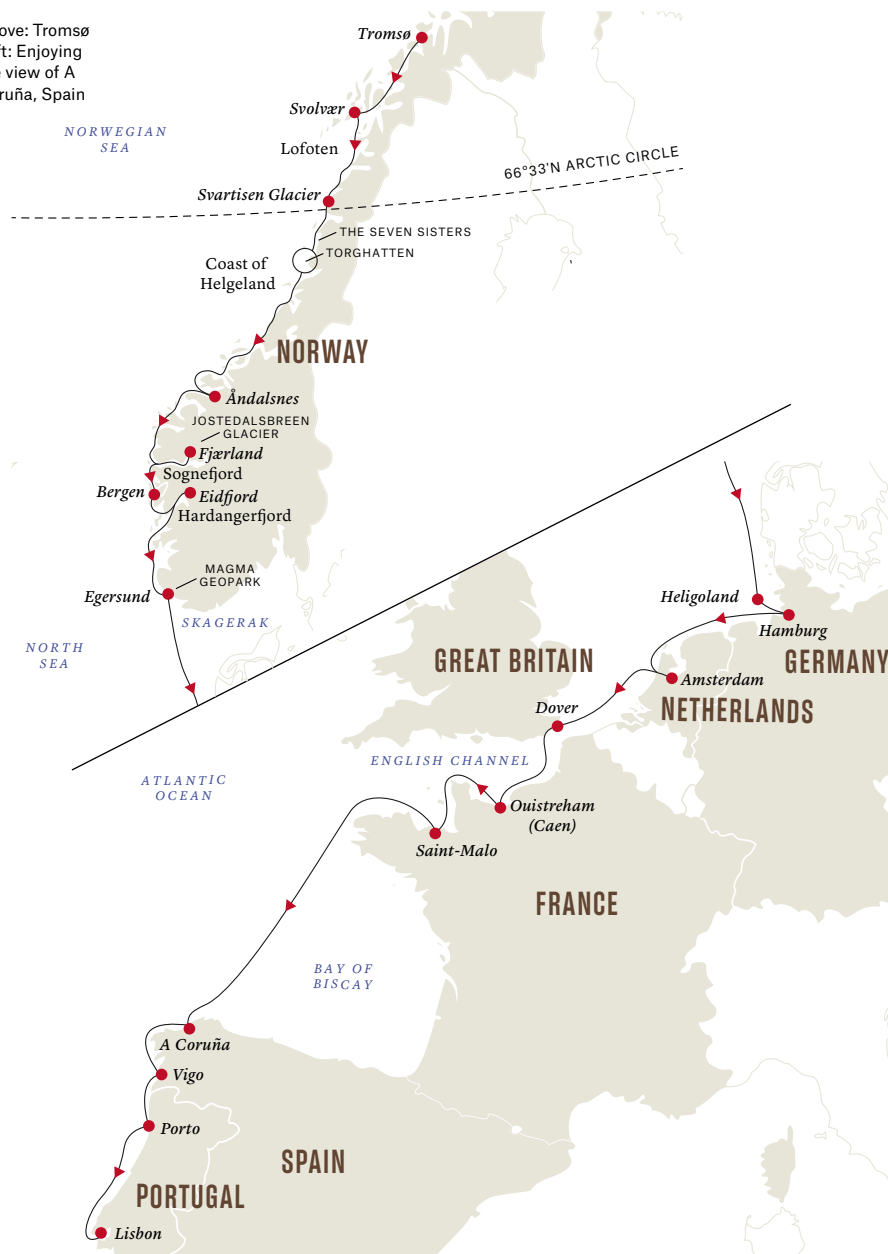 ove: Tromsø
ft: Enjoying
e view of A
ruña, Spain
Tromsø
Svolvær
NORWEGIAN
SEA
Lofoten
66°33'N ARCTIC CIRCLE
Svartisen Glacier
THE SEVEN SISTERS
TORGHATTEN
Coast of
Helgeland
NORWAY
Åndalsnes
JOSTEDALSBREEN
GLACIER
Fjærland
Sognefjord
Bergen
Eidfjord
Hardangerfjord
MAGMA
GEOPARK
Egersund
SKAGERAK
NORTH
SEA
Heligoland
Hamburg
GREAT BRITAIN
GERMANY
Amsterdam
NETHERLANDS
Dover
ENGLISH CHANNEL
ATLANTIC
OCEAN
Ouistreham
(Caen)
Saint-Malo
FRANCE
BAY OF
BISCAY
A Coruña
Vigo
Porto
SPAIN
PORTUGAL
Lisbon